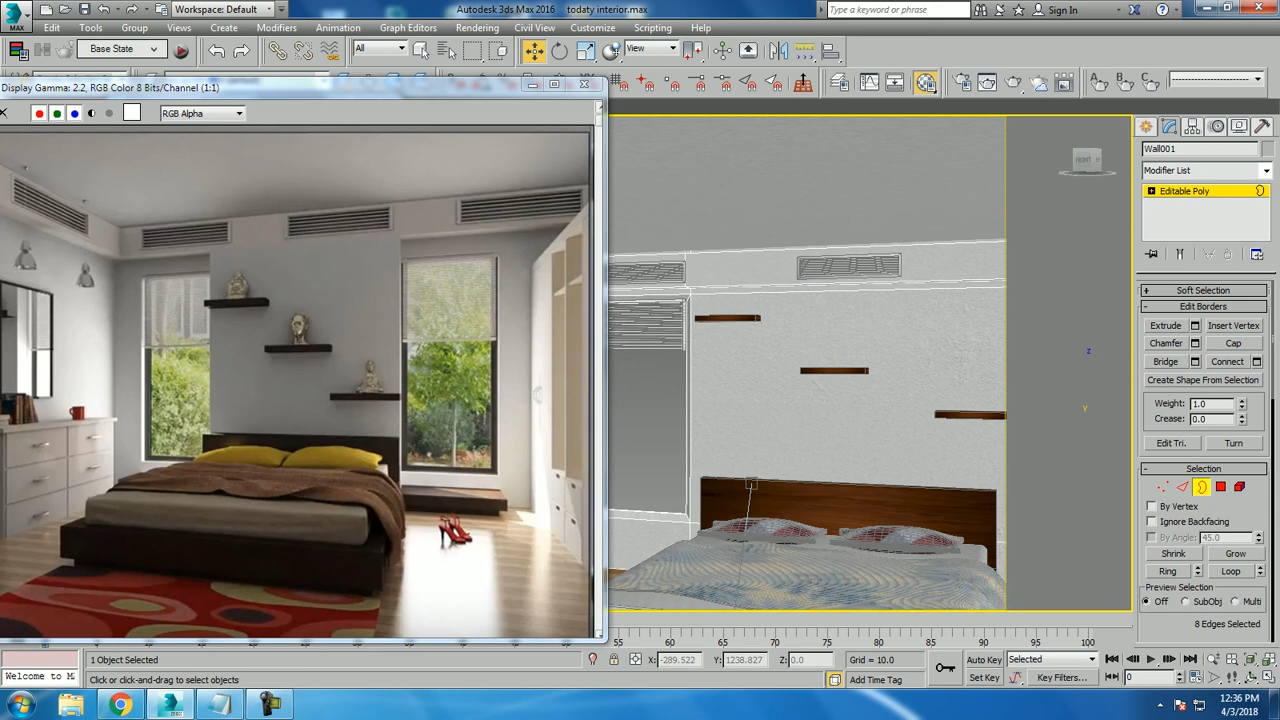 MAX
Workspace: Default
Autodesk 3ds Max 2016
todaty interior.max
Type a keyword or phrase
Sign In
Edit
Tools
Group
Views
Create
Modifiers
Animation
Graph Editors
Rendering
Civil View
Customize
Scripting
Help
Base State
All
View
Display Gamma: 2.2, RGB Color 8 Bits/Channel (1:1)
RGB Alpha
RIGHT
z
y
Wall001
Modifier List
Editable Poly
Soft Selection
Edit Borders
Extrude
Insert Vertex
Chamfer
Cap
Bridge
Connect
Create Shape From Selection
Weight: 1.0
Crease: 0.0
Edit Tri.
Turn
Selection
By Vertex
Ignore Backfacing
By Angle: 45.0
Shrink
Grow
Ring
Loop
Preview Selection
Off
SubObj
Multi
8 Edges Selected
55 60 65 70 75 80 85 90 95 100
1 Object Selected
X: -289.522
Y: 1238.827
Z: 0.0
Grid = 10.0
Auto Key
Selected
Welcome to M
Click or click-and-drag to select objects
Add Time Tag
Set Key
Key Filters...
0
12:36 PM
4/3/2018